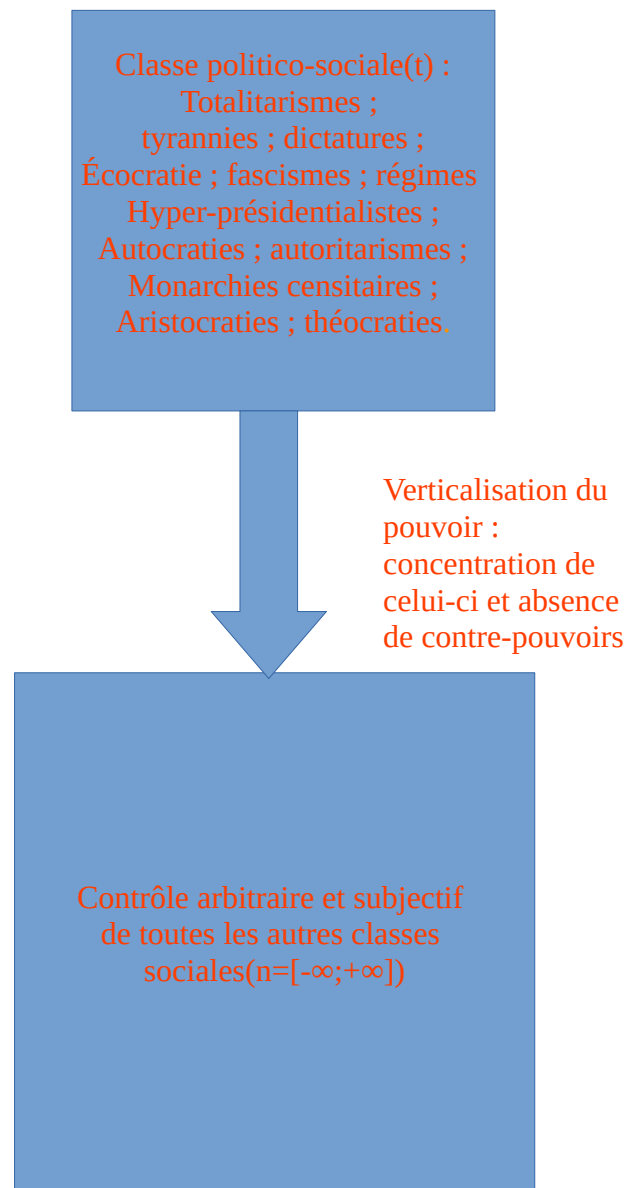 Classe politico-sociale(t) :
Totalitarismes ;
tyrannies ; dictatures ;
Écocratie ; fascismes ; régimes
Hyper-présidentialistes ;
Autocraties ; autoritarismes ;
Monarchies censitaires ;
Aristocraties ; théocraties.
Verticalisation du
pouvoir :
concentration de
celui-ci et absence
de contre-pouvoirs
Contrôle arbitraire et subjectif
de toutes les autres classes
sociales(n=[-∞;+∞])